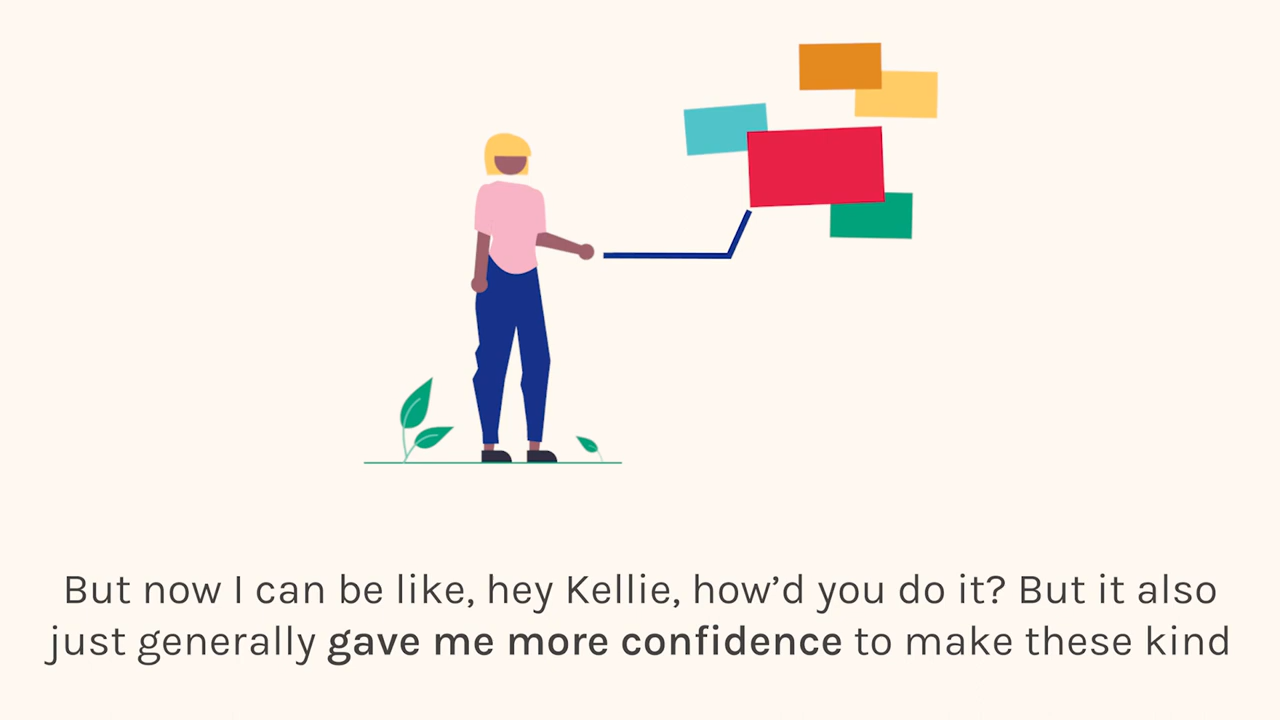 But now I can be like, hey Kellie, how’d you do it? But it also
just generally gave me more confidence to make these kind